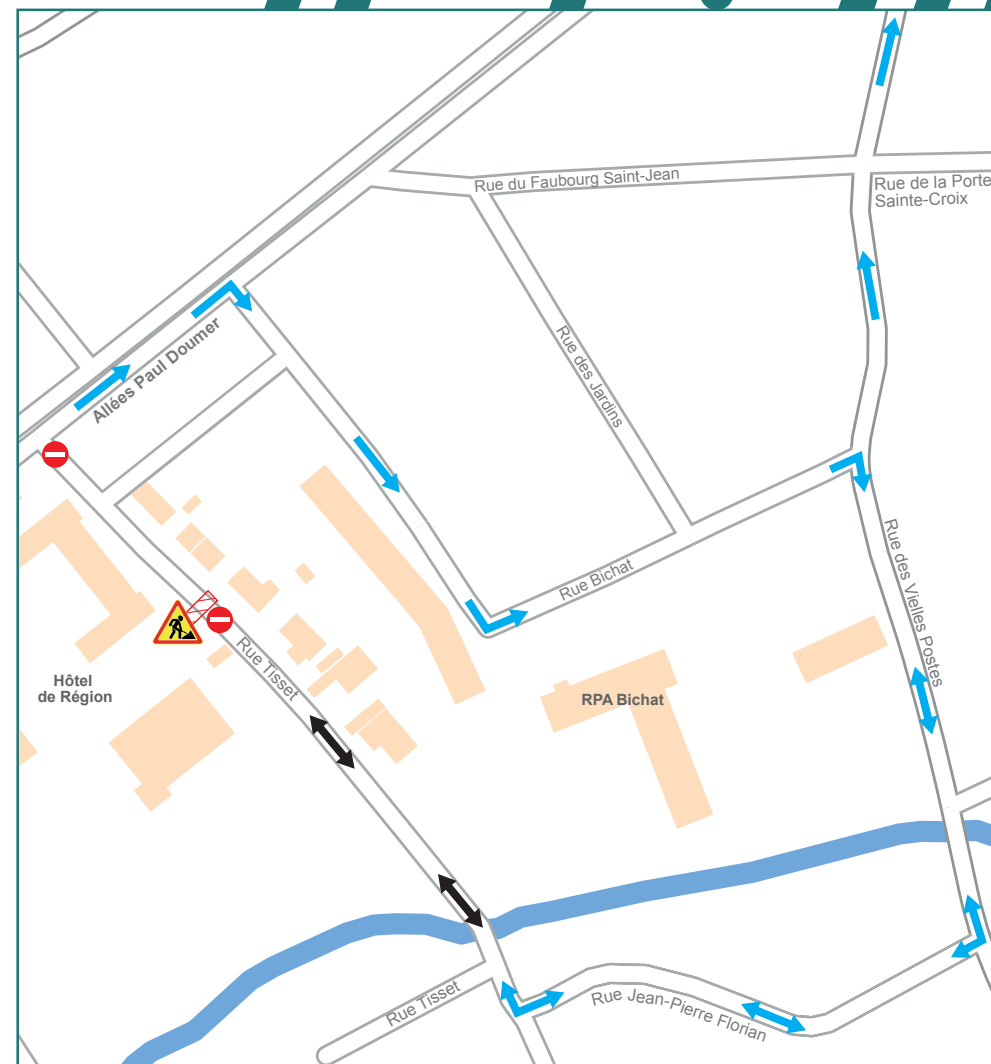 Rue du Faubourg Saint-Jean
Rue de la Porte
Sainte-Croix
Allées Paul Doumer
Rue des Jardins
Rue Bichat
Rue des Vielles Postes
Rue Tisset
Hôtel
de Région
RPA Bichat
Rue Tisset
Rue Jean-Pierre Florian